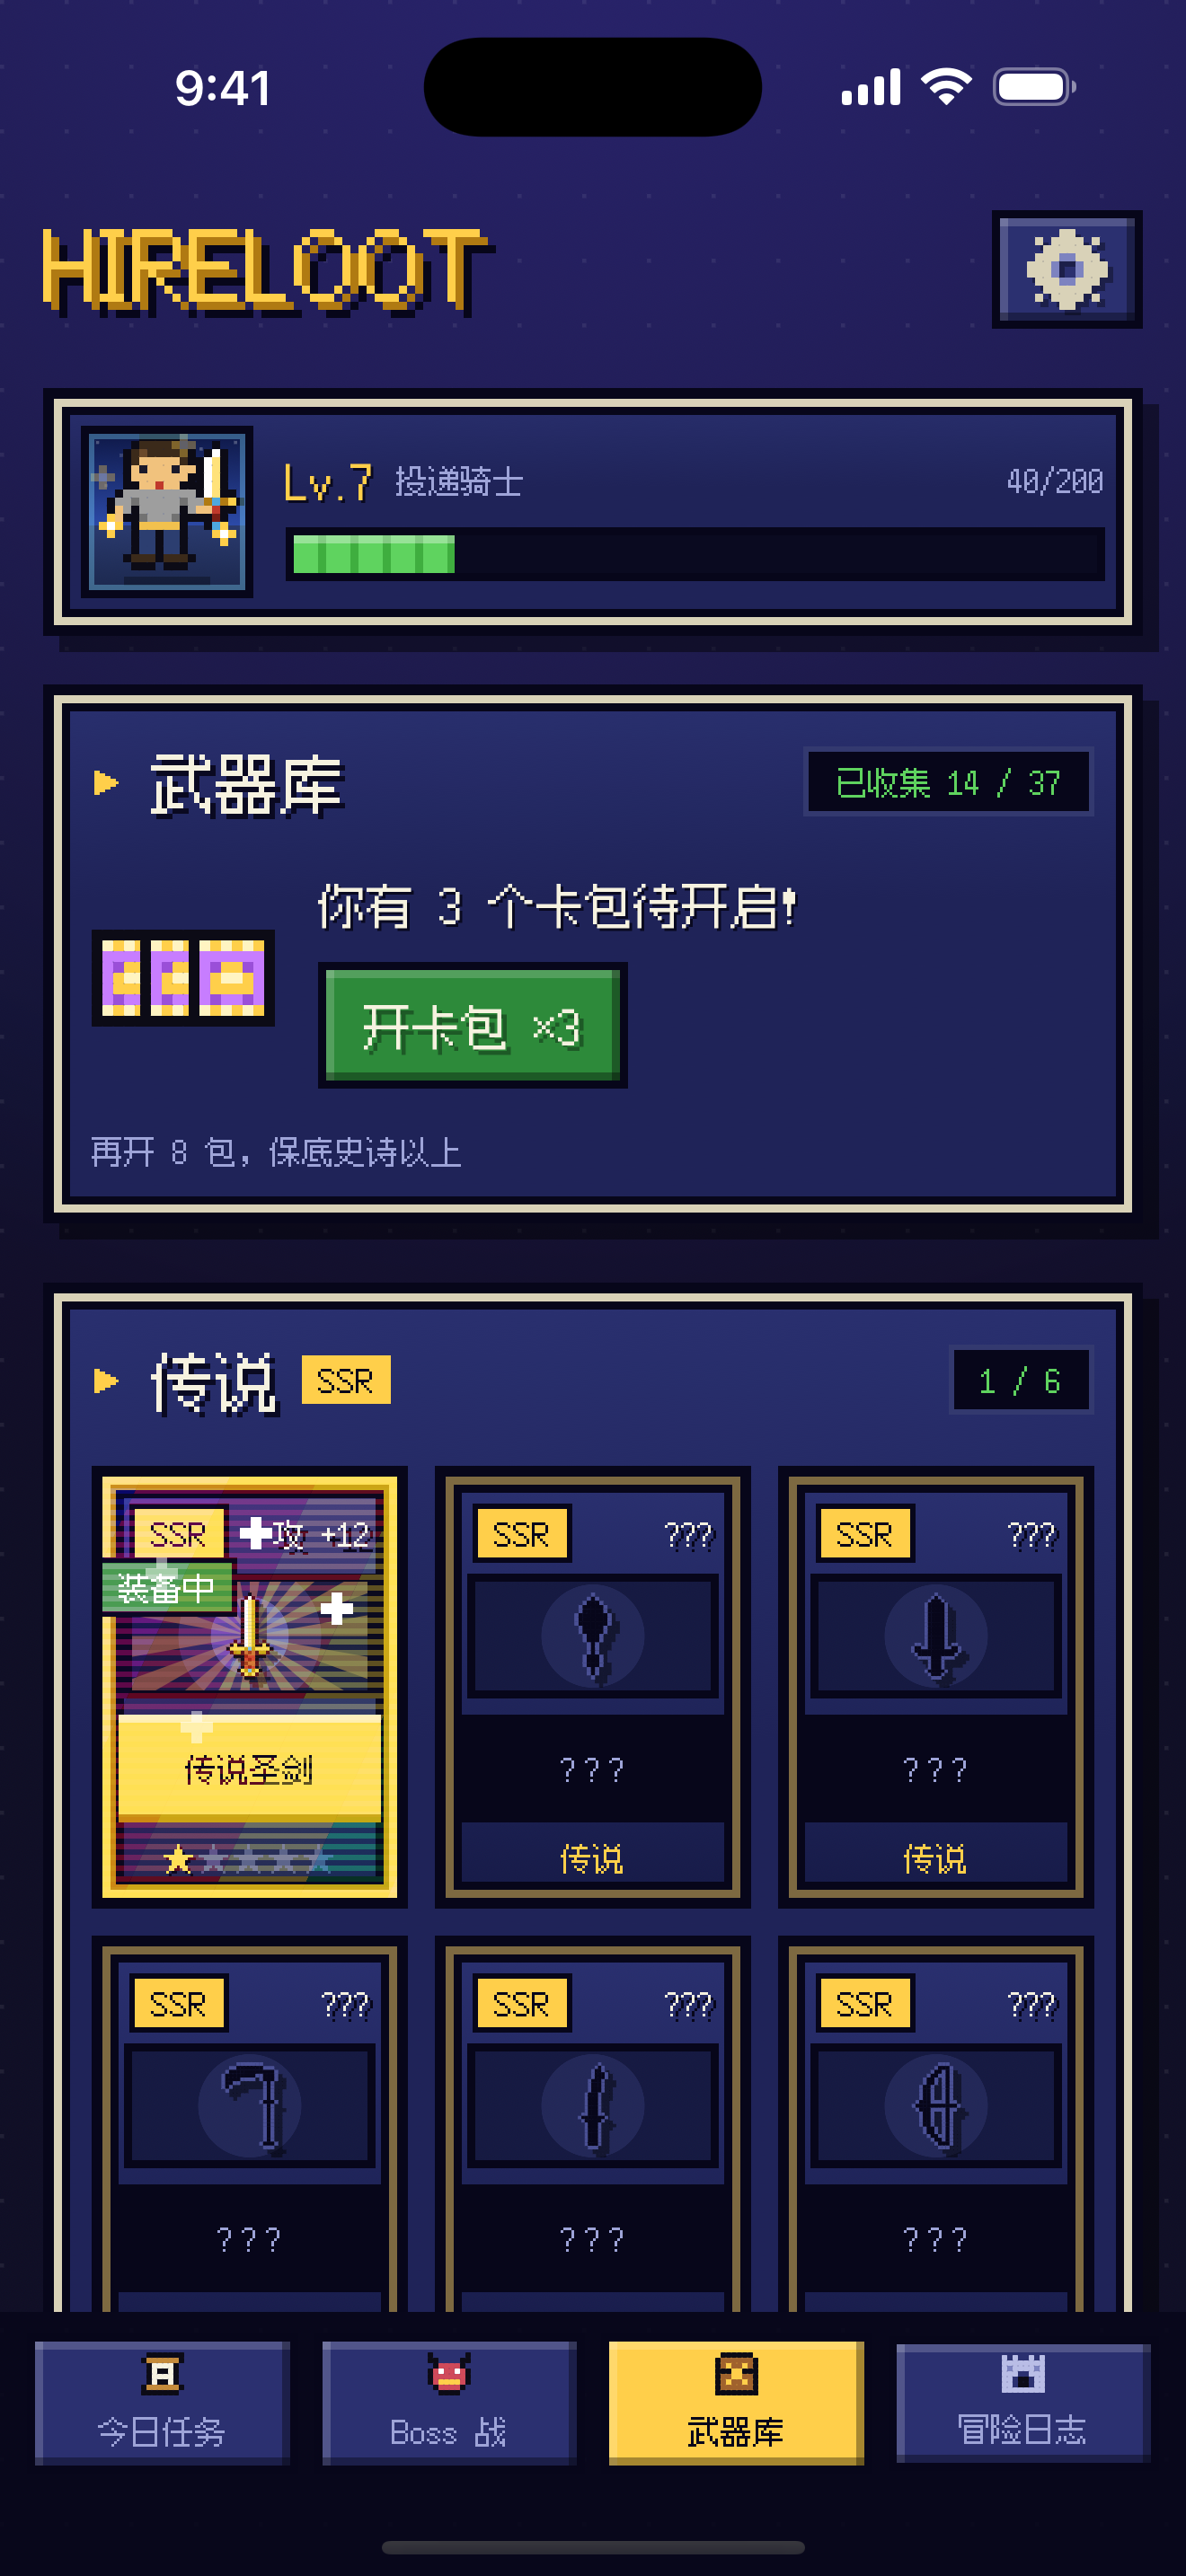 9:41
HIRELOOT
Lv.7 投递骑士 40/200
武器库 已收集 14 / 37
你有 3 个卡包待开启!
开卡包 ×3
再开 8 包，保底史诗以上
传说 SSR 1 / 6
SSR 攻 +12
装备中
传说圣剑
SSR ???
???
传说
SSR ???
???
传说
SSR ???
???
SSR ???
???
SSR ???
???
今日任务
Boss 战
武器库
冒险日志